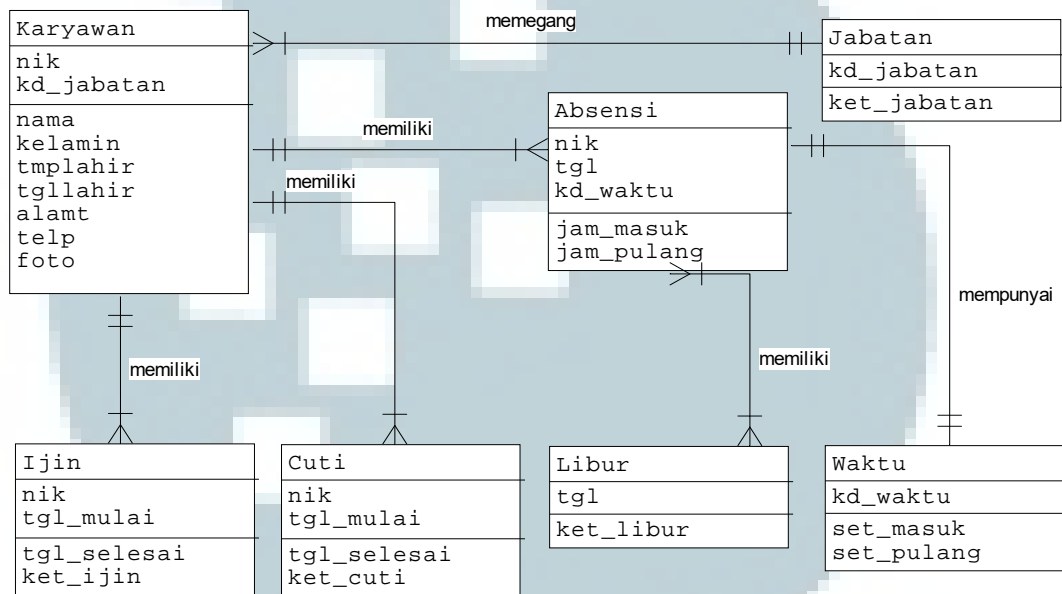 memegang
Karyawan
nik
kd_jabatan
nama
kelamin
tmplahir
tgllahir
alamt
telp
foto
Jabatan
kd_jabatan
ket_jabatan
memiliki
Absensi
nik
tgl
kd_waktu
jam_masuk
jam_pulang
memiliki
mempunyai
memiliki
memiliki
Ijin
nik
tgl_mulai
tgl_selesai
ket_ijin
Cuti
nik
tgl_mulai
tgl_selesai
ket_cuti
Libur
tgl
ket_libur
Waktu
kd_waktu
set_masuk
set_pulang